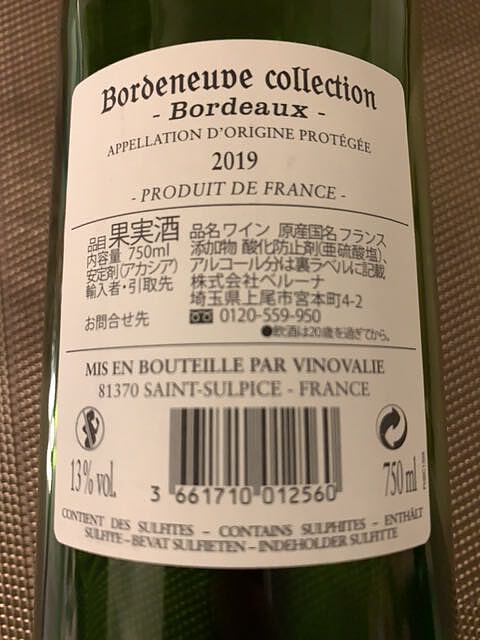 Bordeneuve collection
- Bordeaux -
APPELLATION D'ORIGINE PROTÉGÉE
2019
- PRODUIT DE FRANCE -
品目 果実酒 品名 ワイン 原産国名 フランス
内容量 750ml 添加物 酸化防止剤(亜硫酸塩)、
安定剤(アカシア) アルコール分は裏ラベルに記載
輸入者・引取先 株式会社ベルーナ
埼玉県上尾市宮本町4-2
お問合せ先 0120-559-950
●飲酒は20歳を過ぎてから。
MIS EN BOUTEILLE PAR VINOVALIE
81370 SAINT-SULPICE - FRANCE
13% vol. 750 ml
3 661710 012560
CONTIENT DES SULFITES - CONTAINS SULPHITES - ENTHÄLT
SULFITE - BEVAT SULFIETEN - INDEHOLDER SULFITTE